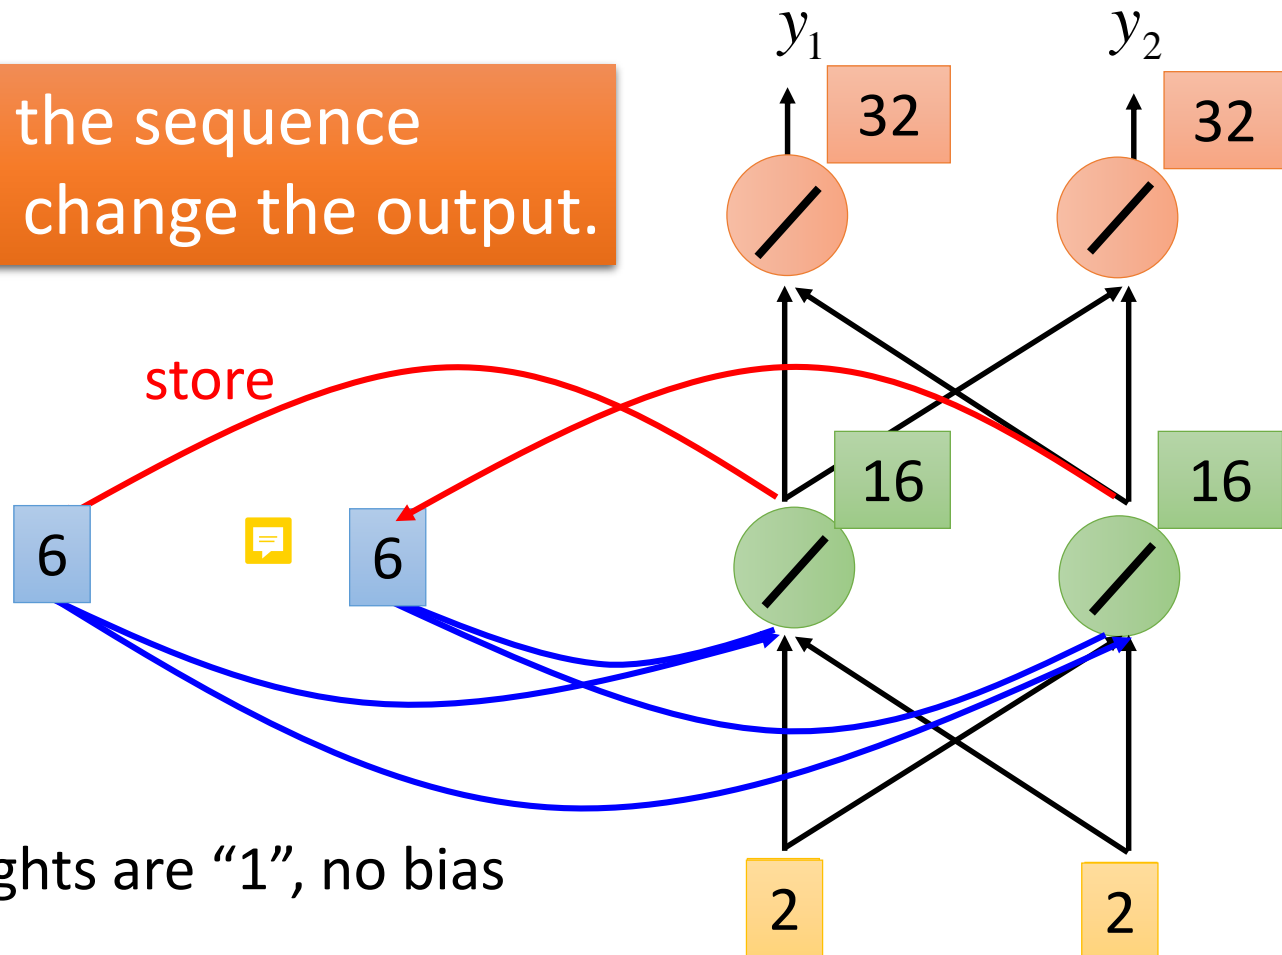 y1
y2
32
32
the sequence
change the output.
store
16
16
6
6
ghts are “1”, no bias
2
2